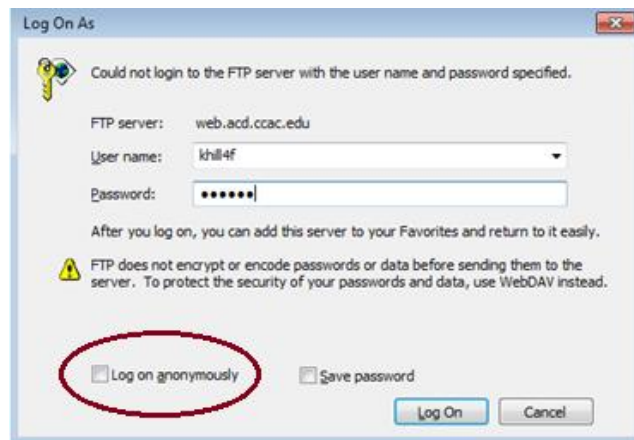 Log On As
Could not login to the FTP server with the user name and password specified.
FTP server: web.acd.ccac.edu
User name: khill4f
Password: ••••••
After you log on, you can add this server to your Favorites and return to it easily.
FTP does not encrypt or encode passwords or data before sending them to the
server. To protect the security of your passwords and data, use WebDAV instead.
Log on anonymously Save password
Log On Cancel